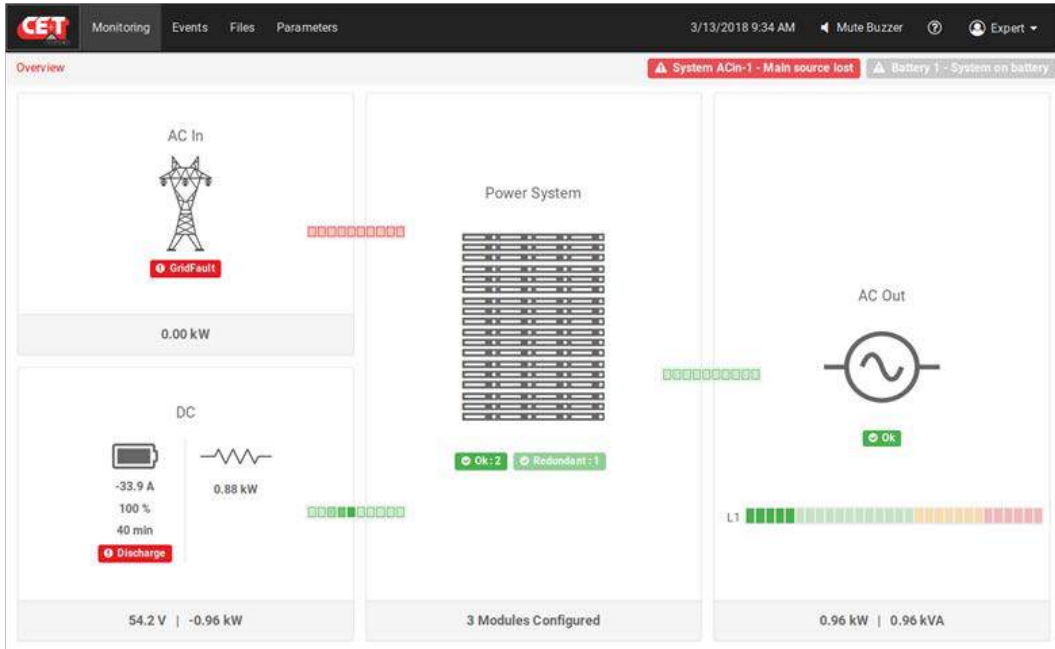 CE+T Monitoring Events Files Parameters 3/13/2018 9:34 AM Mute Buzzer Expert
Overview System ACin-1 - Main source lost Battery 1 - System on battery
AC In
GridFault
0.00 kW
DC
-33.9 A 0.88 kW
100 %
40 min
Discharge
54.2 V | -0.96 kW
Power System
Ok : 2 Redundant : 1
3 Modules Configured
AC Out
Ok
L1
0.96 kW | 0.96 kVA